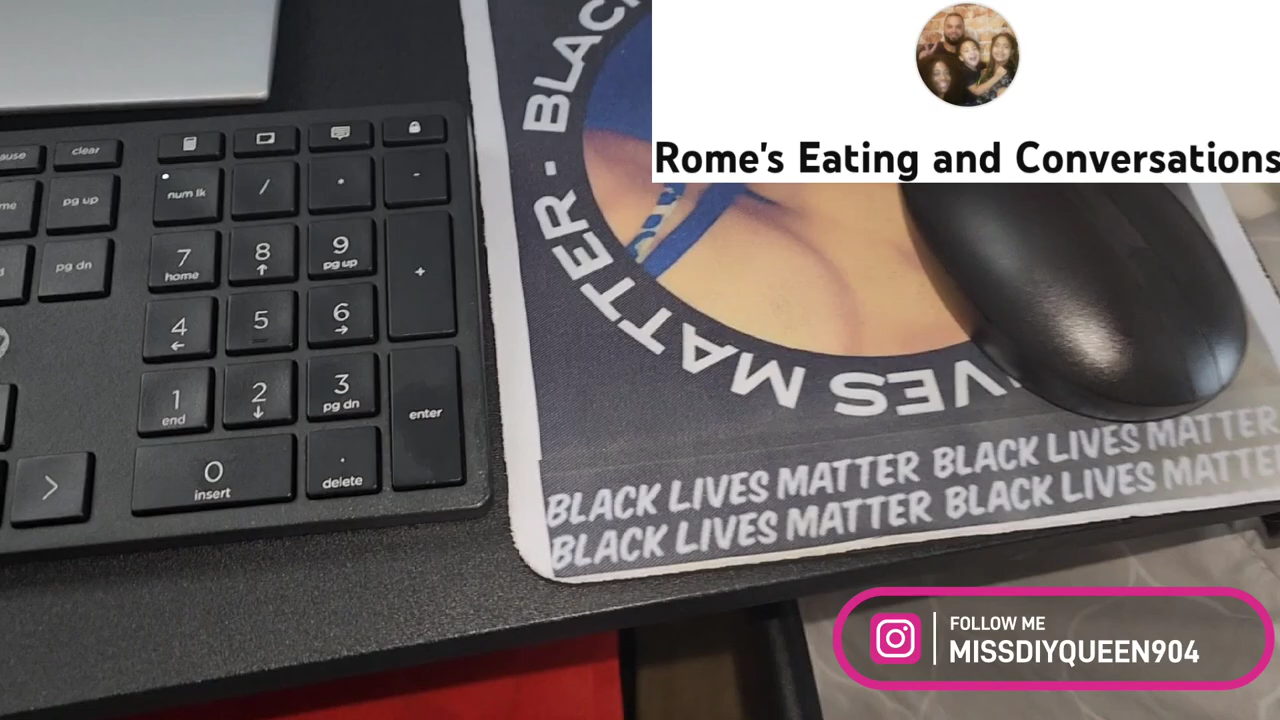 Rome's Eating and Conversations
clear
num lk
/
-
pg up
7
home
8
9
pg up
+
pg dn
4
5
6
1
end
2
3
pg dn
enter
0
insert
.
delete
MATTER - BLAC
BLACK LIVES MATTER BLACK LIVES MATTER
BLACK LIVES MATTER BLACK LIVES MATTER
FOLLOW ME
MISSDIYQUEEN904